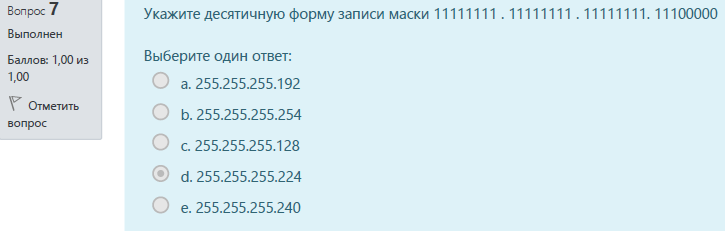 Вопрос 7
Выполнен
Баллов: 1,00 из
1,00
Отметить
вопрос
Укажите десятичную форму записи маски 11111111 . 11111111 . 11111111. 11100000
Выберите один ответ:
a. 255.255.255.192
b. 255.255.255.254
c. 255.255.255.128
d. 255.255.255.224
e. 255.255.255.240